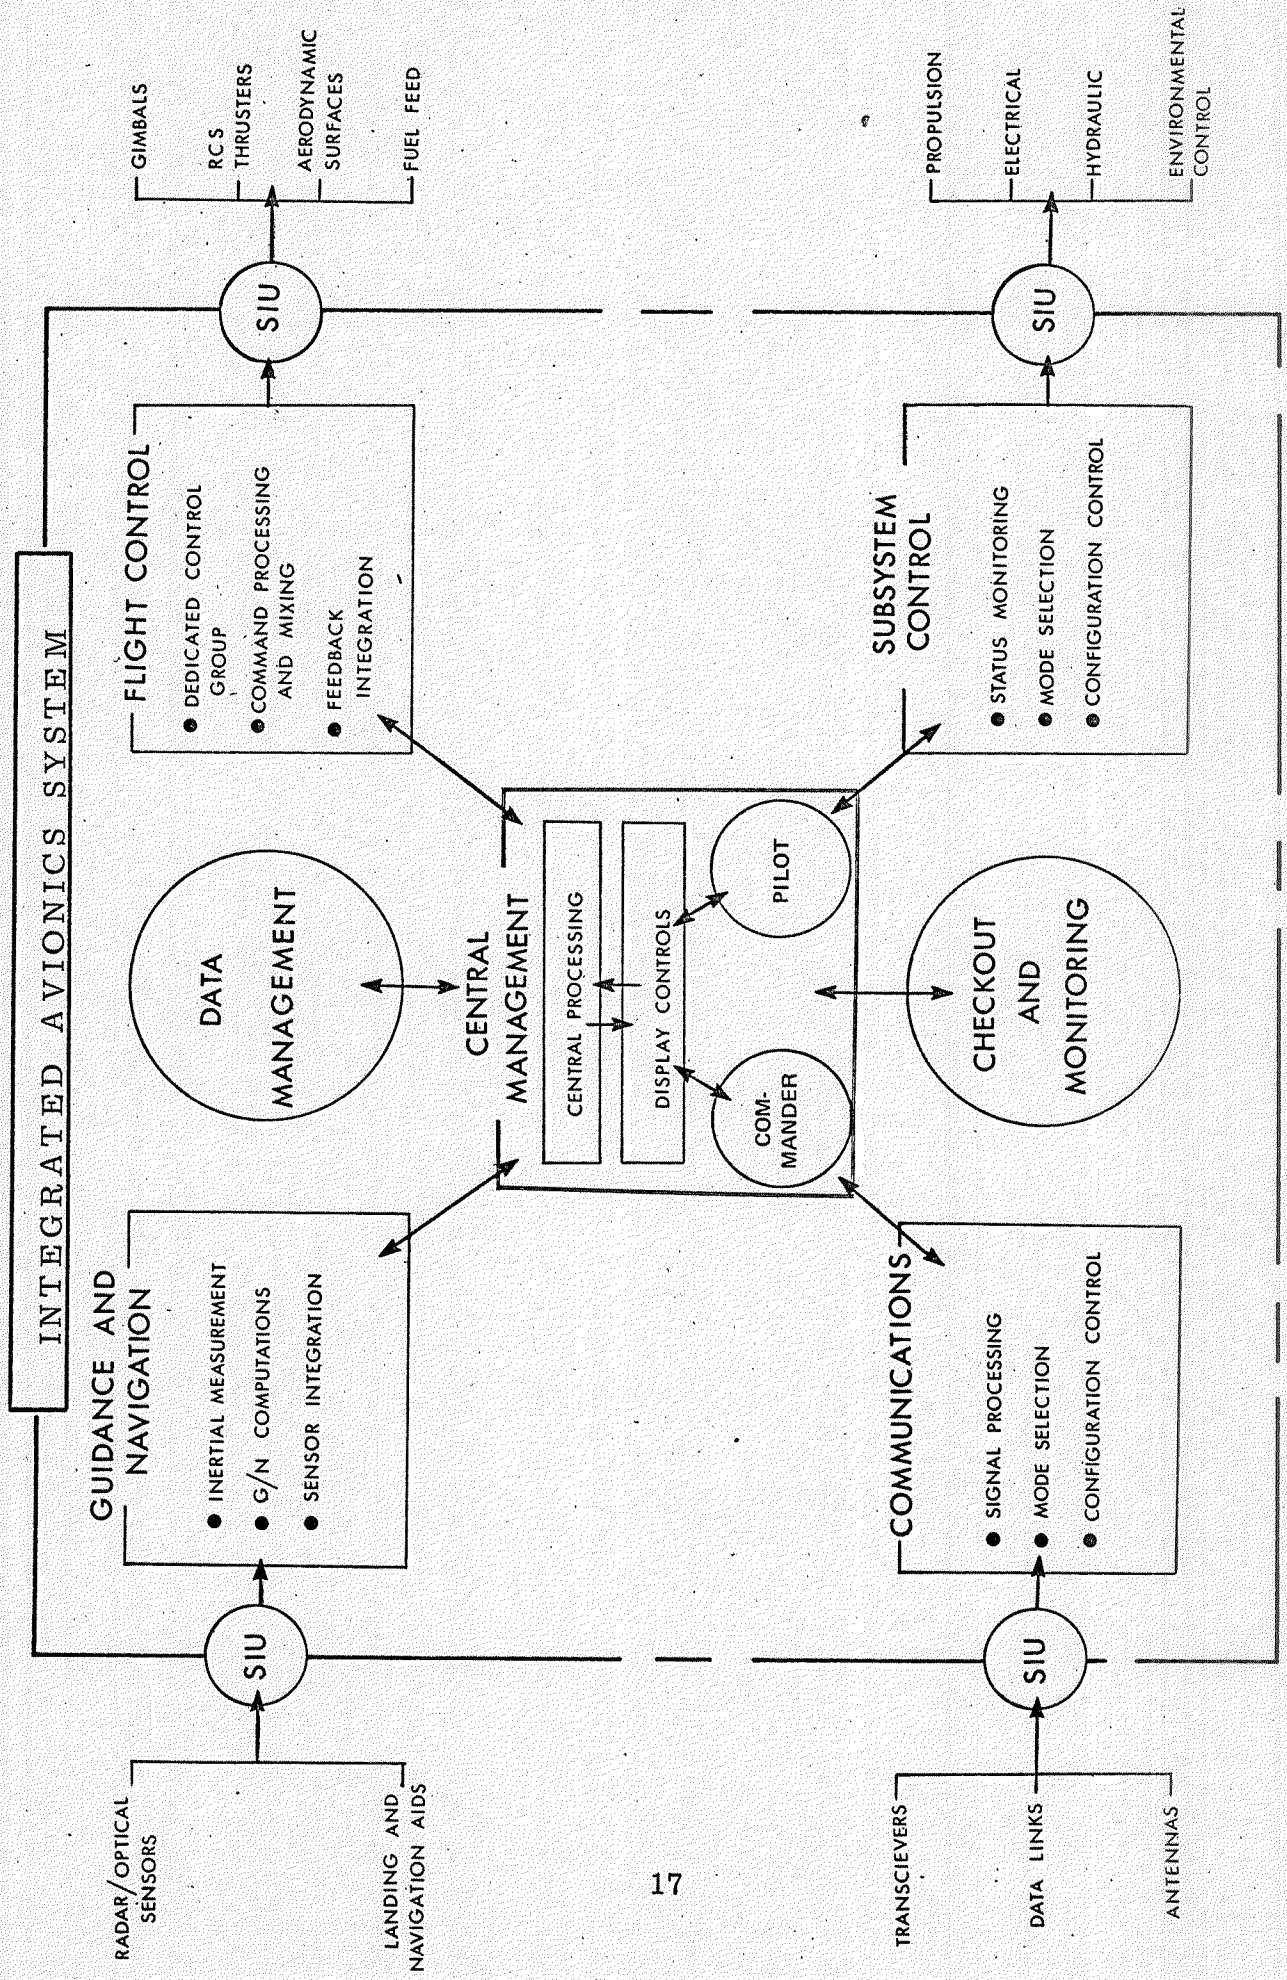 INTEGRATED AVIONICS SYSTEM
RADAR/OPTICAL
SENSORS
LANDING AND
NAVIGATION AIDS
SIU
GUIDANCE AND
NAVIGATION
● INERTIAL MEASUREMENT
● G/N COMPUTATIONS
● SENSOR INTEGRATION
DATA
MANAGEMENT
FLIGHT CONTROL
● DEDICATED CONTROL
GROUP
● COMMAND PROCESSING
AND MIXING
● FEEDBACK
INTEGRATION
SIU
GIMBALS
RCS
THRUSTERS
AERODYNAMIC
SURFACES
FUEL FEED
CENTRAL
MANAGEMENT
CENTRAL PROCESSING
DISPLAY CONTROLS
COM-
MANDER
PILOT
TRANSCIEVERS
DATA LINKS
ANTENNAS
SIU
COMMUNICATIONS
● SIGNAL PROCESSING
● MODE SELECTION
● CONFIGURATION CONTROL
CHECKOUT
AND
MONITORING
SUBSYSTEM
CONTROL
● STATUS MONITORING
● MODE SELECTION
● CONFIGURATION CONTROL
SIU
PROPULSION
ELECTRICAL
HYDRAULIC
ENVIRONMENTAL
CONTROL
17